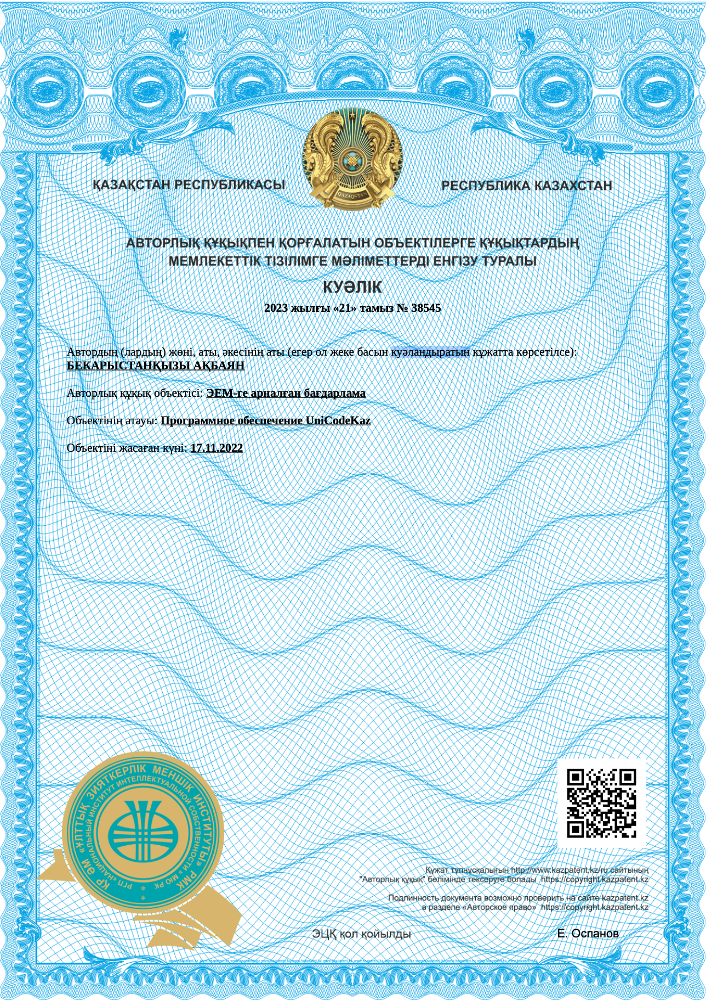 ҚАЗАҚСТАН РЕСПУБЛИКАСЫ
РЕСПУБЛИКА КАЗАХСТАН
QAZAQSTAN
АВТОРЛЫҚ ҚҰҚЫҚПЕН ҚОРҒАЛАТЫН ОБЪЕКТІЛЕРГЕ ҚҰҚЫҚТАРДЫҢ
МЕМЛЕКЕТТІК ТІЗІЛІМГЕ МӘЛІМЕТТЕРДІ ЕНГІЗУ ТУРАЛЫ
КУӘЛІК
2023 жылғы «21» тамыз № 38545
Автордың (лардың) жөні, аты, әкесінің аты (егер ол жеке басын куәландыратын құжатта көрсетілсе):
БЕКАРЫСТАНҚЫЗЫ АҚБАЯН
Авторлық құқық объектісі: ЭЕМ-ге арналған бағдарлама
Объектінің атауы: Программное обеспечение UniCodeKaz
Объектіні жасаған күні: 17.11.2022
ҚР ӘМ «ҰЛТТЫҚ ЗИЯТКЕРЛІК МЕНШІК ИНСТИТУТЫ» РМК
РГП «НАЦИОНАЛЬНЫЙ ИНСТИТУТ ИНТЕЛЛЕКТУАЛЬНОЙ СОБСТВЕННОСТИ» МЮ РК
Құжат түпнұсқалығын http://www.kazpatent.kz/ru сайтының
"Авторлық құқық" бөлімінде тексеруге болады https://copyright.kazpatent.kz
Подлинность документа возможно проверить на сайте kazpatent.kz
в разделе «Авторское право» https://copyright.kazpatent.kz
ЭЦҚ қол қойылды
Е. Оспанов